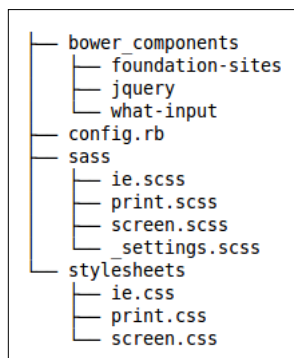 ├── bower_components
│   ├── foundation-sites
│   ├── jquery
│   └── what-input
├── config.rb
├── sass
│   ├── ie.scss
│   ├── print.scss
│   ├── screen.scss
│   └── _settings.scss
└── stylesheets
    ├── ie.css
    ├── print.css
    ├── screen.css